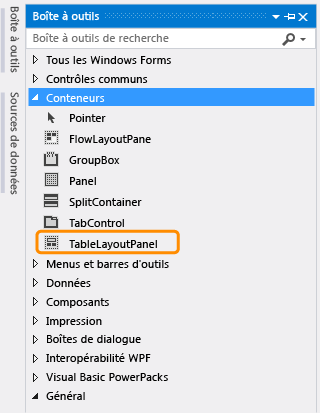 Boîte à outils
Sources de données
Boîte à outils
Boîte à outils de recherche
Tous les Windows Forms
Contrôles communs
Conteneurs
Pointer
FlowLayoutPane
GroupBox
Panel
SplitContainer
TabControl
TableLayoutPanel
Menus et barres d'outils
Données
Composants
Impression
Boîtes de dialogue
Interopérabilité WPF
Visual Basic PowerPacks
Général